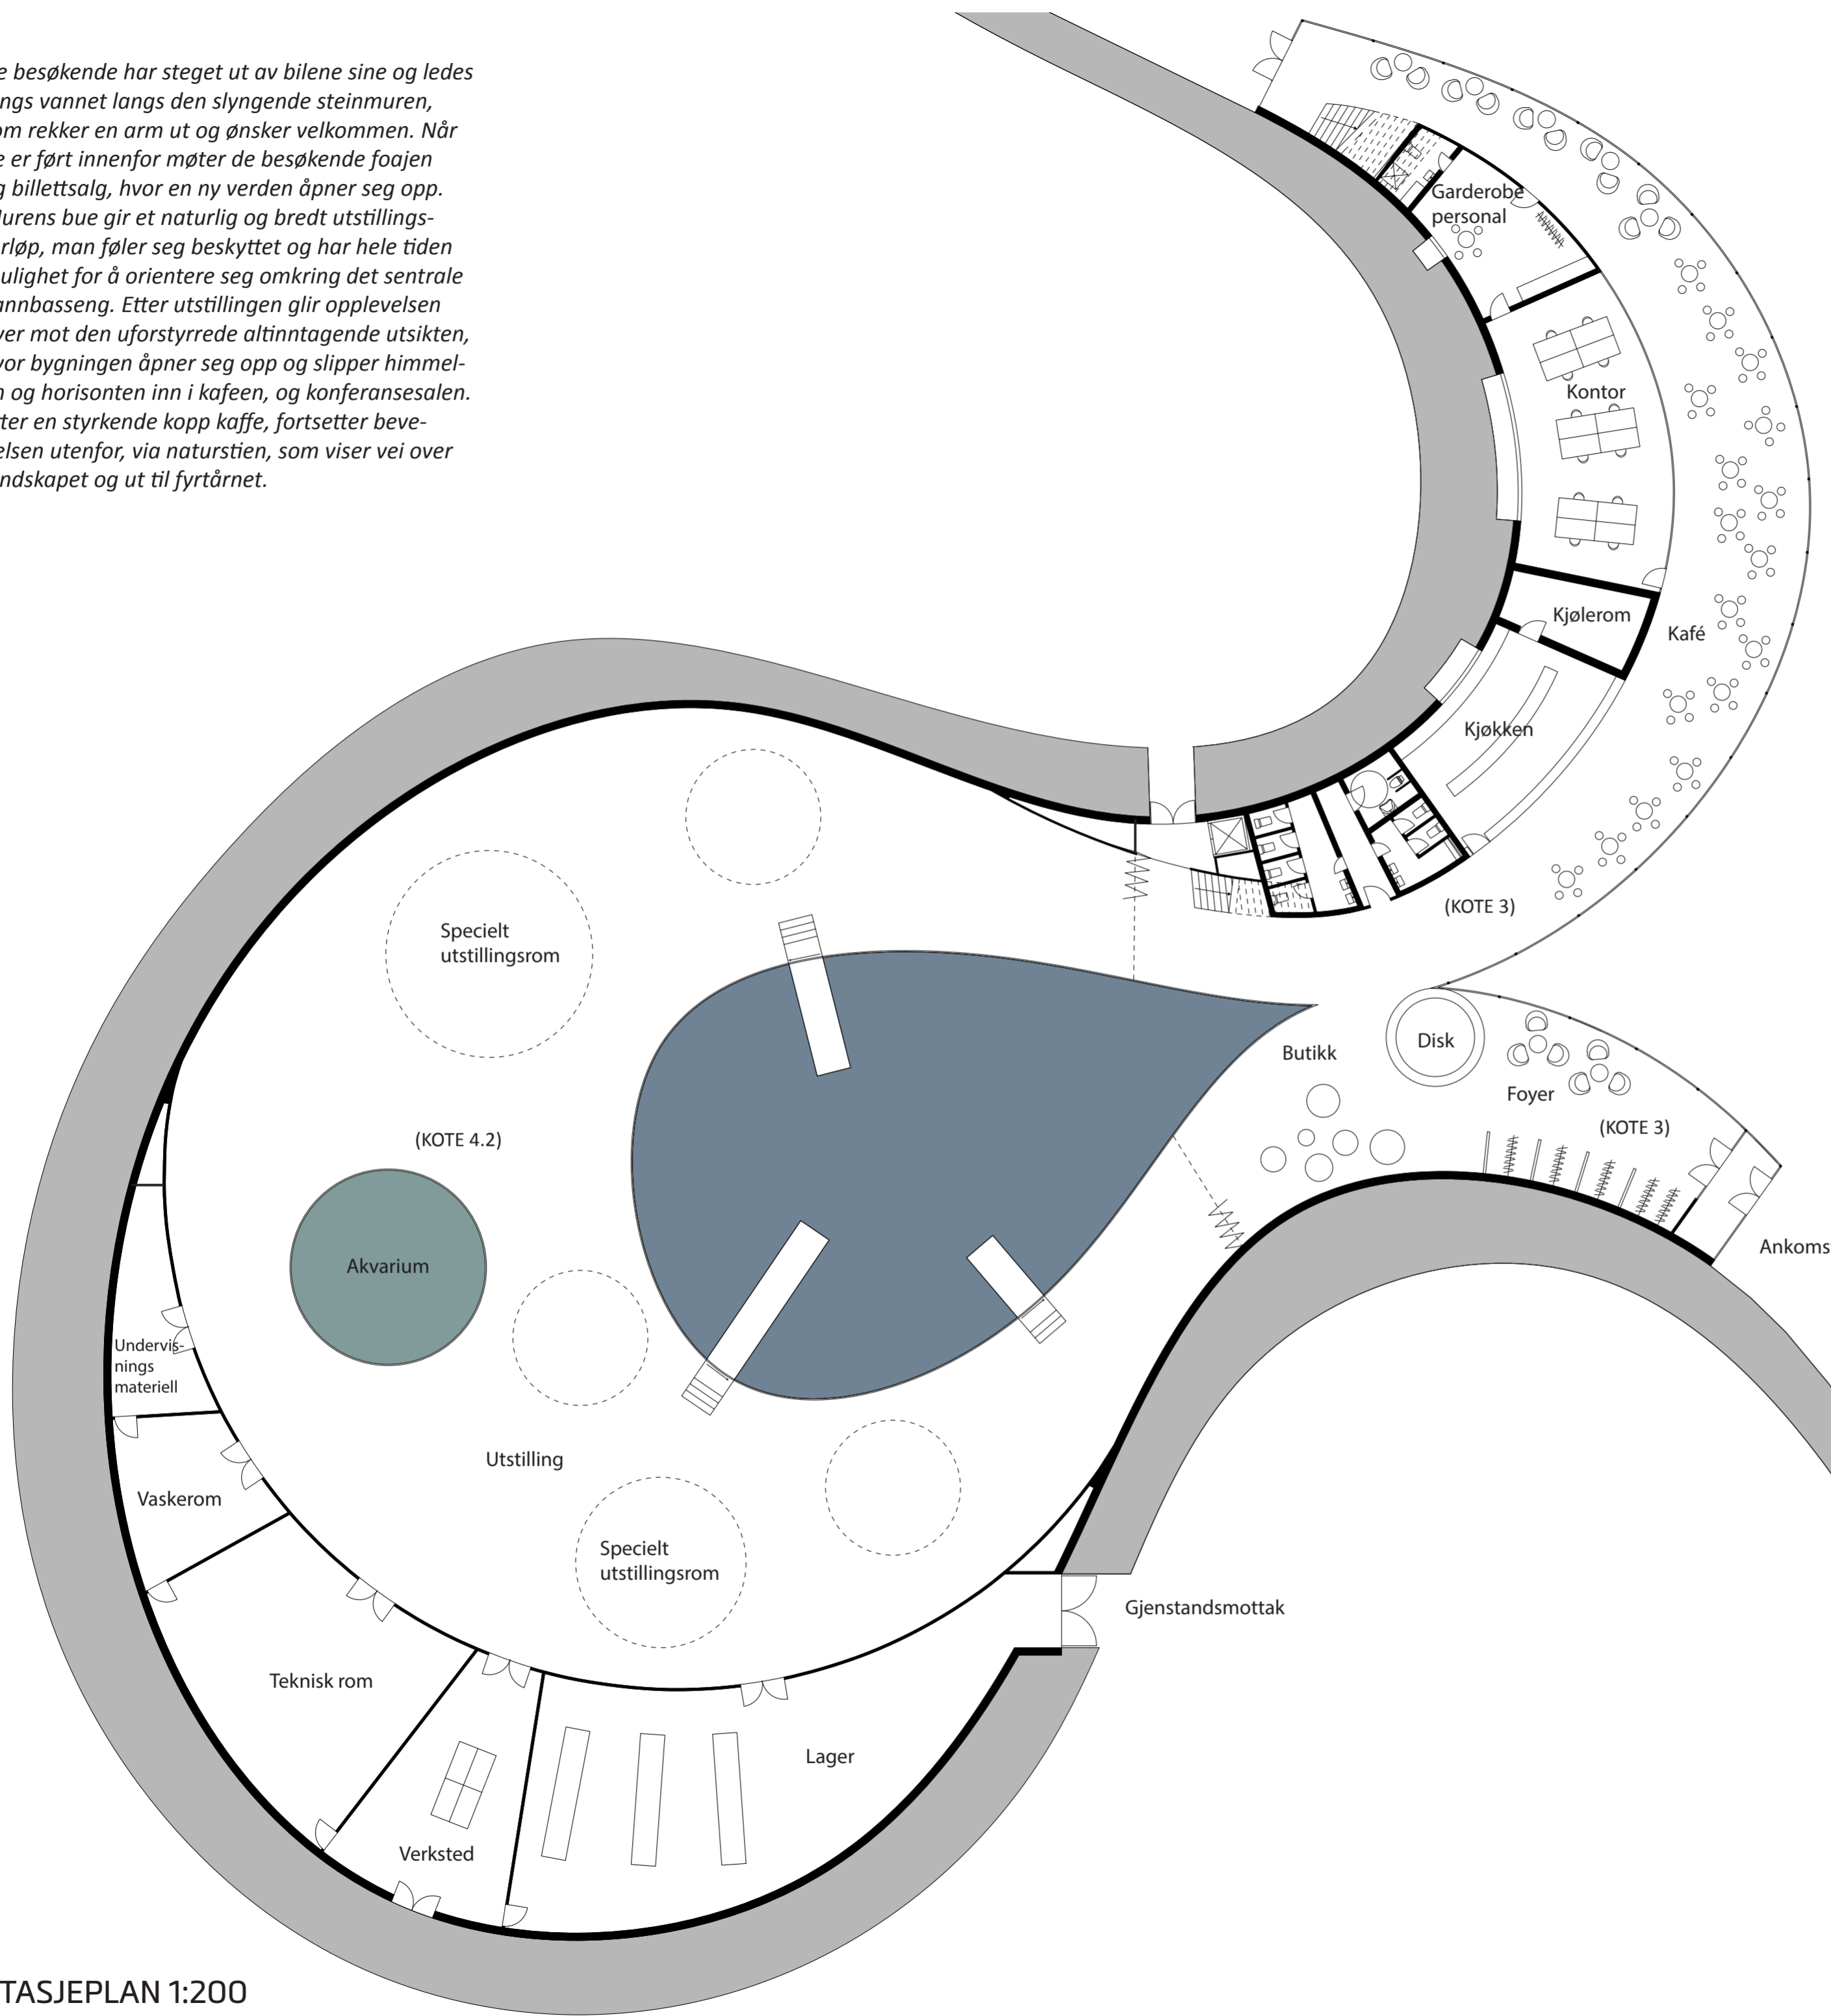 e besøkende har steget ut av bilene sine og ledes
ngs vannet langs den slyngende steinmuren,
om rekker en arm ut og ønsker velkommen. Når
e er ført innenfor møter de besøkende foajen
g billettsalg, hvor en ny verden åpner seg opp.
urens bue gir et naturlig og bredt utstillings-
rløp, man føler seg beskyttet og har hele tiden
ulighet for å orientere seg omkring det sentrale
annbasseng. Etter utstillingen glir opplevelsen
ver mot den uforstyrrede altinntagende utsikten,
vor bygningen åpner seg opp og slipper himmel-
n og horisonten inn i kafeen, og konferansesalen.
tter en styrkende kopp kaffe, fortsetter beve-
elsen utenfor, via naturstien, som viser vei over
ndskapet og ut til fyrtårnet.
Garderobe
personal
Kontor
Kjølerom
Kafé
Kjøkken
(KOTE 3)
Specielt
utstillingsrom
Disk
Butikk
Foyer
(KOTE 3)
(KOTE 4.2)
Ankoms
Akvarium
Undervis-
nings
materiell
Utstilling
Vaskerom
Specielt
utstillingsrom
Gjenstandsmottak
Teknisk rom
Lager
Verksted
TASJEPLAN 1:200